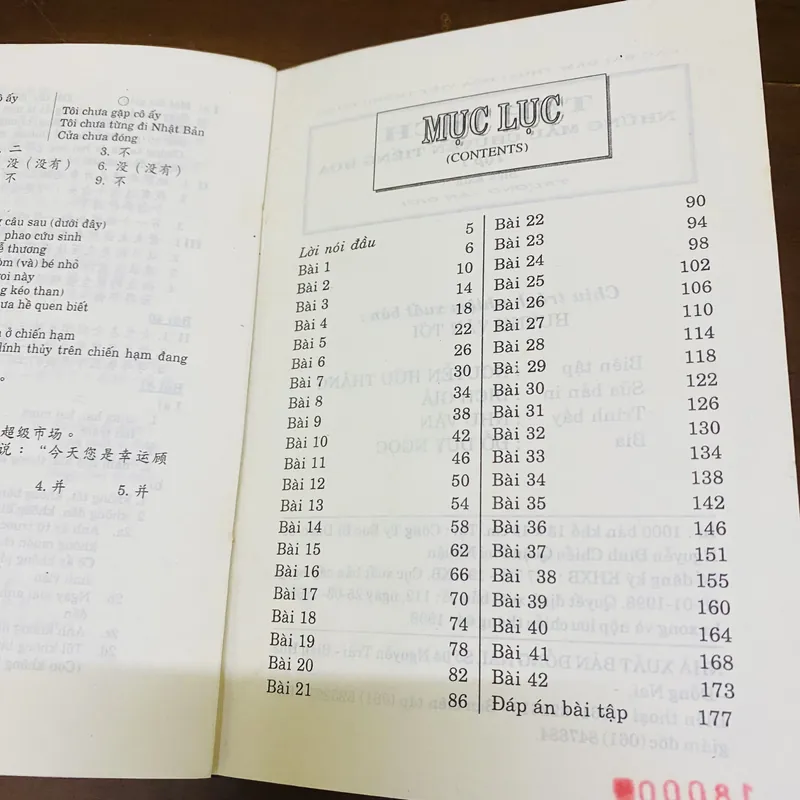 ô ấy
Tôi chưa gặp cô ấy
Tôi chưa từng đi Nhật Bản
Cửa chưa đóng
. 二 3. 不
没（没有） 6. 没（没有）
不 9. 不
g câu sau (dưới đây)
phao cứu sinh
ễ thương
òm (và) bé nhỏ
roi này
g kéo than)
ưa hề quen biết
ở chiến hạm
lính thủy trên chiến hạm đang
。
超级市场。
说：“今天您是幸运顾
4. 并 5. 并
MỤC LỤC
(CONTENTS)
Lời nói đầu 5
Bài 1 6
Bài 2 10
Bài 3 14
Bài 4 18
Bài 5 22
Bài 6 26
Bài 7 30
Bài 8 34
Bài 9 38
Bài 10 42
Bài 11 46
Bài 12 50
Bài 13 54
Bài 14 58
Bài 15 62
Bài 16 66
Bài 17 70
Bài 18 74
Bài 19 78
Bài 20 82
Bài 21 86
Bài 22 90
Bài 23 94
Bài 24 98
Bài 25 102
Bài 26 106
Bài 27 110
Bài 28 114
Bài 29 118
Bài 30 122
Bài 31 126
Bài 32 130
Bài 33 134
Bài 34 138
Bài 35 142
Bài 36 146
Bài 37 151
Bài 38 155
Bài 39 160
Bài 40 164
Bài 41 168
Bài 42 173
Đáp án bài tập 177